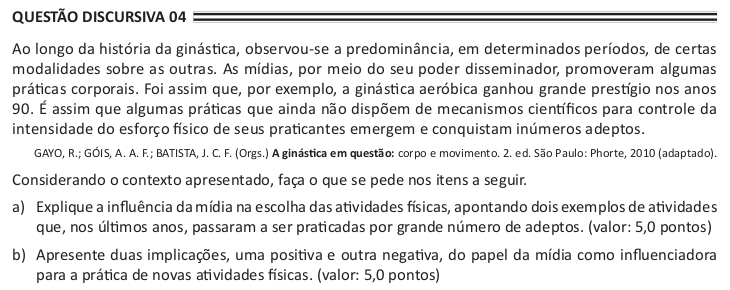 QUESTÃO DISCURSIVA 04
Ao longo da história da ginástica, observou-se a predominância, em determinados períodos, de certas
modalidades sobre as outras. As mídias, por meio do seu poder disseminador, promoveram algumas
práticas corporais. Foi assim que, por exemplo, a ginástica aeróbica ganhou grande prestígio nos anos
90. É assim que algumas práticas que ainda não dispõem de mecanismos científicos para controle da
intensidade do esforço físico de seus praticantes emergem e conquistam inúmeros adeptos.
GAYO, R.; GÓIS, A. A. F.; BATISTA, J. C. F. (Orgs.) A ginástica em questão: corpo e movimento. 2. ed. São Paulo: Phorte, 2010 (adaptado).
Considerando o contexto apresentado, faça o que se pede nos itens a seguir.
a) Explique a influência da mídia na escolha das atividades físicas, apontando dois exemplos de atividades
que, nos últimos anos, passaram a ser praticadas por grande número de adeptos. (valor: 5,0 pontos)
b) Apresente duas implicações, uma positiva e outra negativa, do papel da mídia como influenciadora
para a prática de novas atividades físicas. (valor: 5,0 pontos)